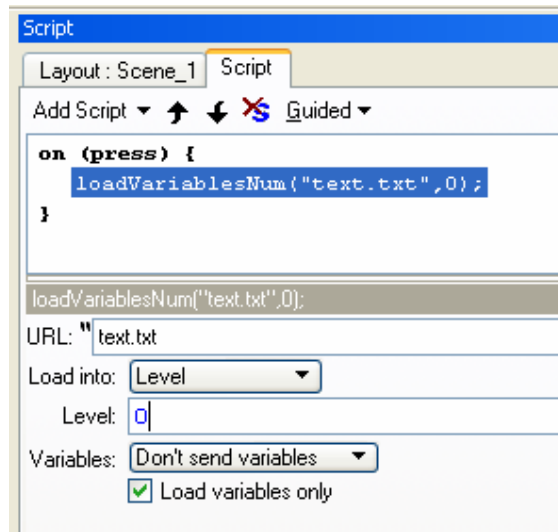 Script
Layout : Scene_1 Script
Add Script Guided
on (press) {
loadVariablesNum("text.txt",0);
}
loadVariablesNum("text.txt",0);
URL: " text.txt
Load into: Level
Level: 0
Variables: Don't send variables
Load variables only